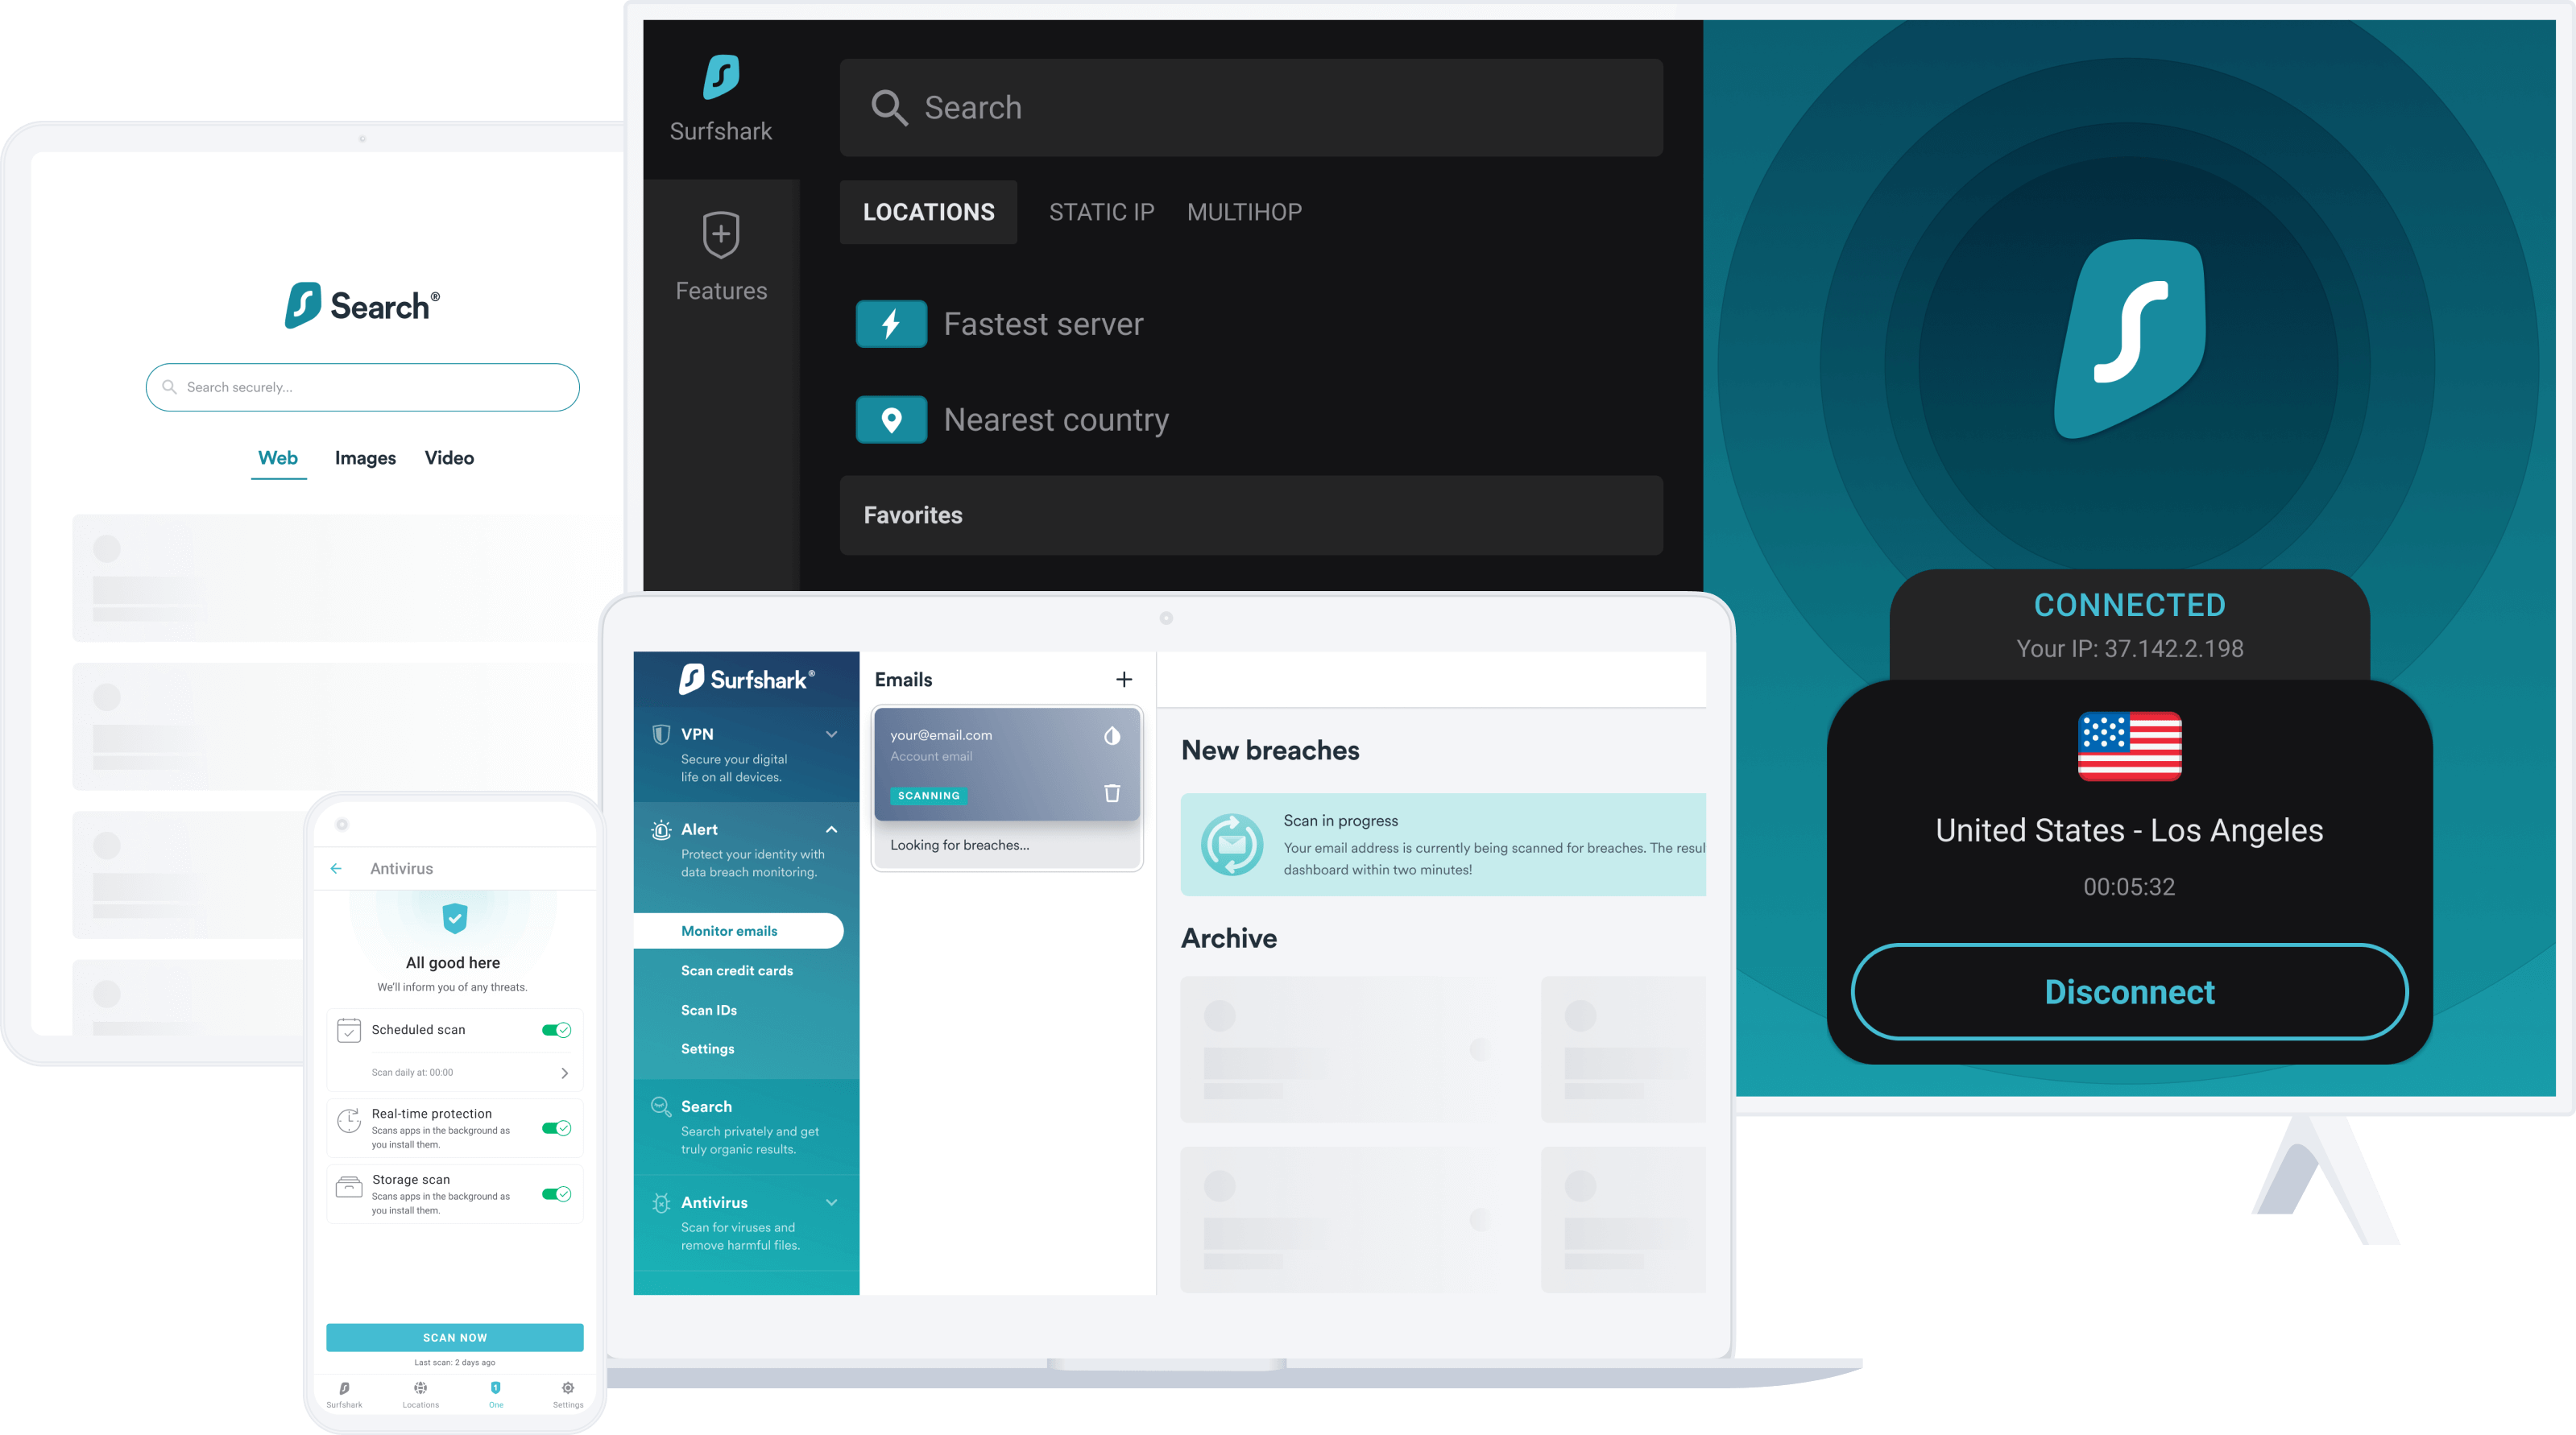 Search®
Search securely...
Web
Images
Video
Surfshark
Features
Search
LOCATIONS
STATIC IP
MULTIHOP
Fastest server
Nearest country
Favorites
CONNECTED
Your IP: 37.142.2.198
United States - Los Angeles
00:05:32
Disconnect
Surfshark®
VPN
Secure your digital
life on all devices.
Alert
Protect your identity with
data breach monitoring.
Monitor emails
Scan credit cards
Scan IDs
Settings
Search
Search privately and get
truly organic results.
Antivirus
Scan for viruses and
remove harmful files.
Emails
your@email.com
Account email
SCANNING
Looking for breaches...
New breaches
Scan in progress
Your email address is currently being scanned for breaches. The resul
dashboard within two minutes!
Archive
Antivirus
All good here
We'll inform you of any threats.
Scheduled scan
Scan daily at: 00:00
Real-time protection
Scans apps in the background as
you install them.
Storage scan
Scans apps in the background as
you install them.
SCAN NOW
Last scan: 2 days ago
Surfshark
Locations
One
Settings